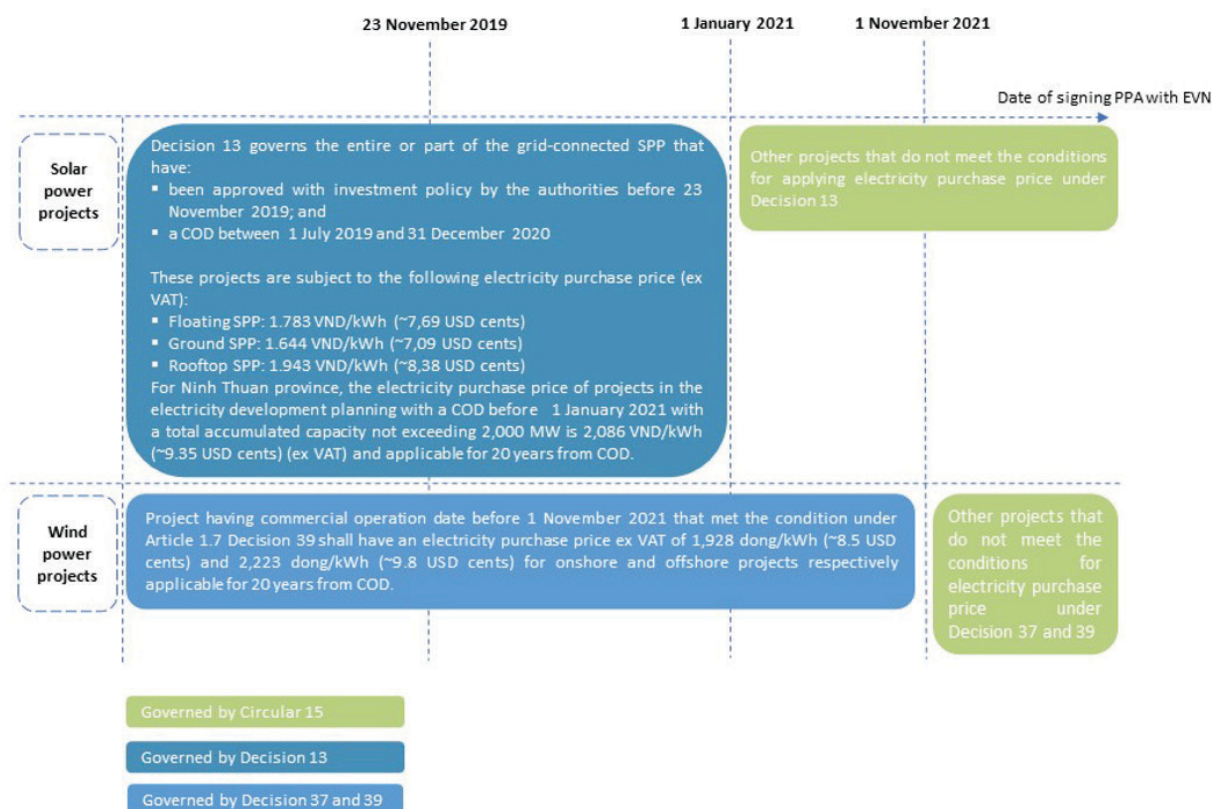 23 November 2019
1 January 2021
1 November 2021
Date of signing PPA with EVN
Solar
power
projects
Decision 13 governs the entire or part of the grid-connected SPP that
have:
▪ been approved with investment policy by the authorities before 23
November 2019; and
▪ a COD between 1 July 2019 and 31 December 2020
These projects are subject to the following electricity purchase price (ex
VAT):
▪ Floating SPP: 1.783 VND/kWh (~7,69 USD cents)
▪ Ground SPP: 1.644 VND/kWh (~7,09 USD cents)
▪ Rooftop SPP: 1.943 VND/kWh (~8,38 USD cents)
For Ninh Thuan province, the electricity purchase price of projects in the
electricity development planning with a COD before 1 January 2021 with
a total accumulated capacity not exceeding 2,000 MW is 2,086 VND/kWh
(~9.35 USD cents) (ex VAT) and applicable for 20 years from COD.
Other projects that do not meet the conditions
for applying electricity purchase price under
Decision 13
Wind
power
projects
Project having commercial operation date before 1 November 2021 that met the condition under
Article 1.7 Decision 39 shall have an electricity purchase price ex VAT of 1,928 dong/kWh (~8.5 USD
cents) and 2,223 dong/kWh (~9.8 USD cents) for onshore and offshore projects respectively
applicable for 20 years from COD.
Other projects that
do not meet the
conditions for
electricity purchase
price under
Decision 37 and 39
Governed by Circular 15
Governed by Decision 13
Governed by Decision 37 and 39